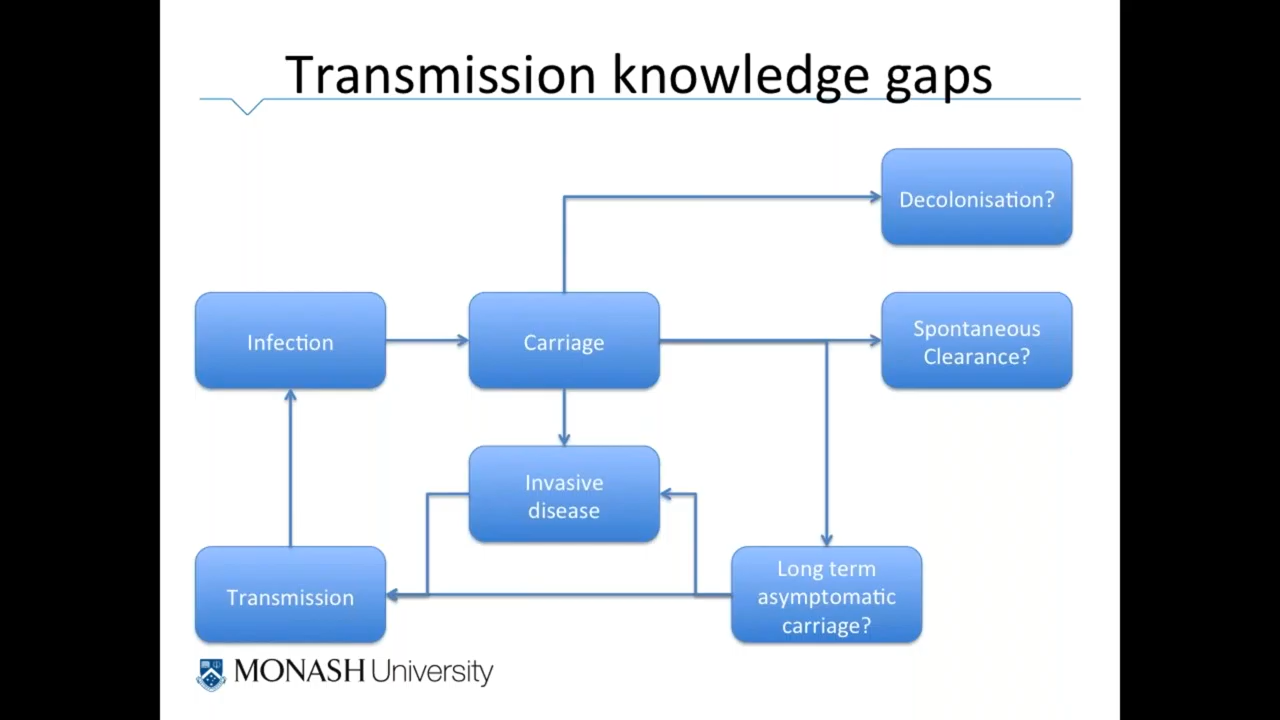 Transmission knowledge gaps
Decolonisation?
Infection
Carriage
Spontaneous
Clearance?
Invasive
disease
Transmission
Long term
asymptomatic
carriage?
MONASH University